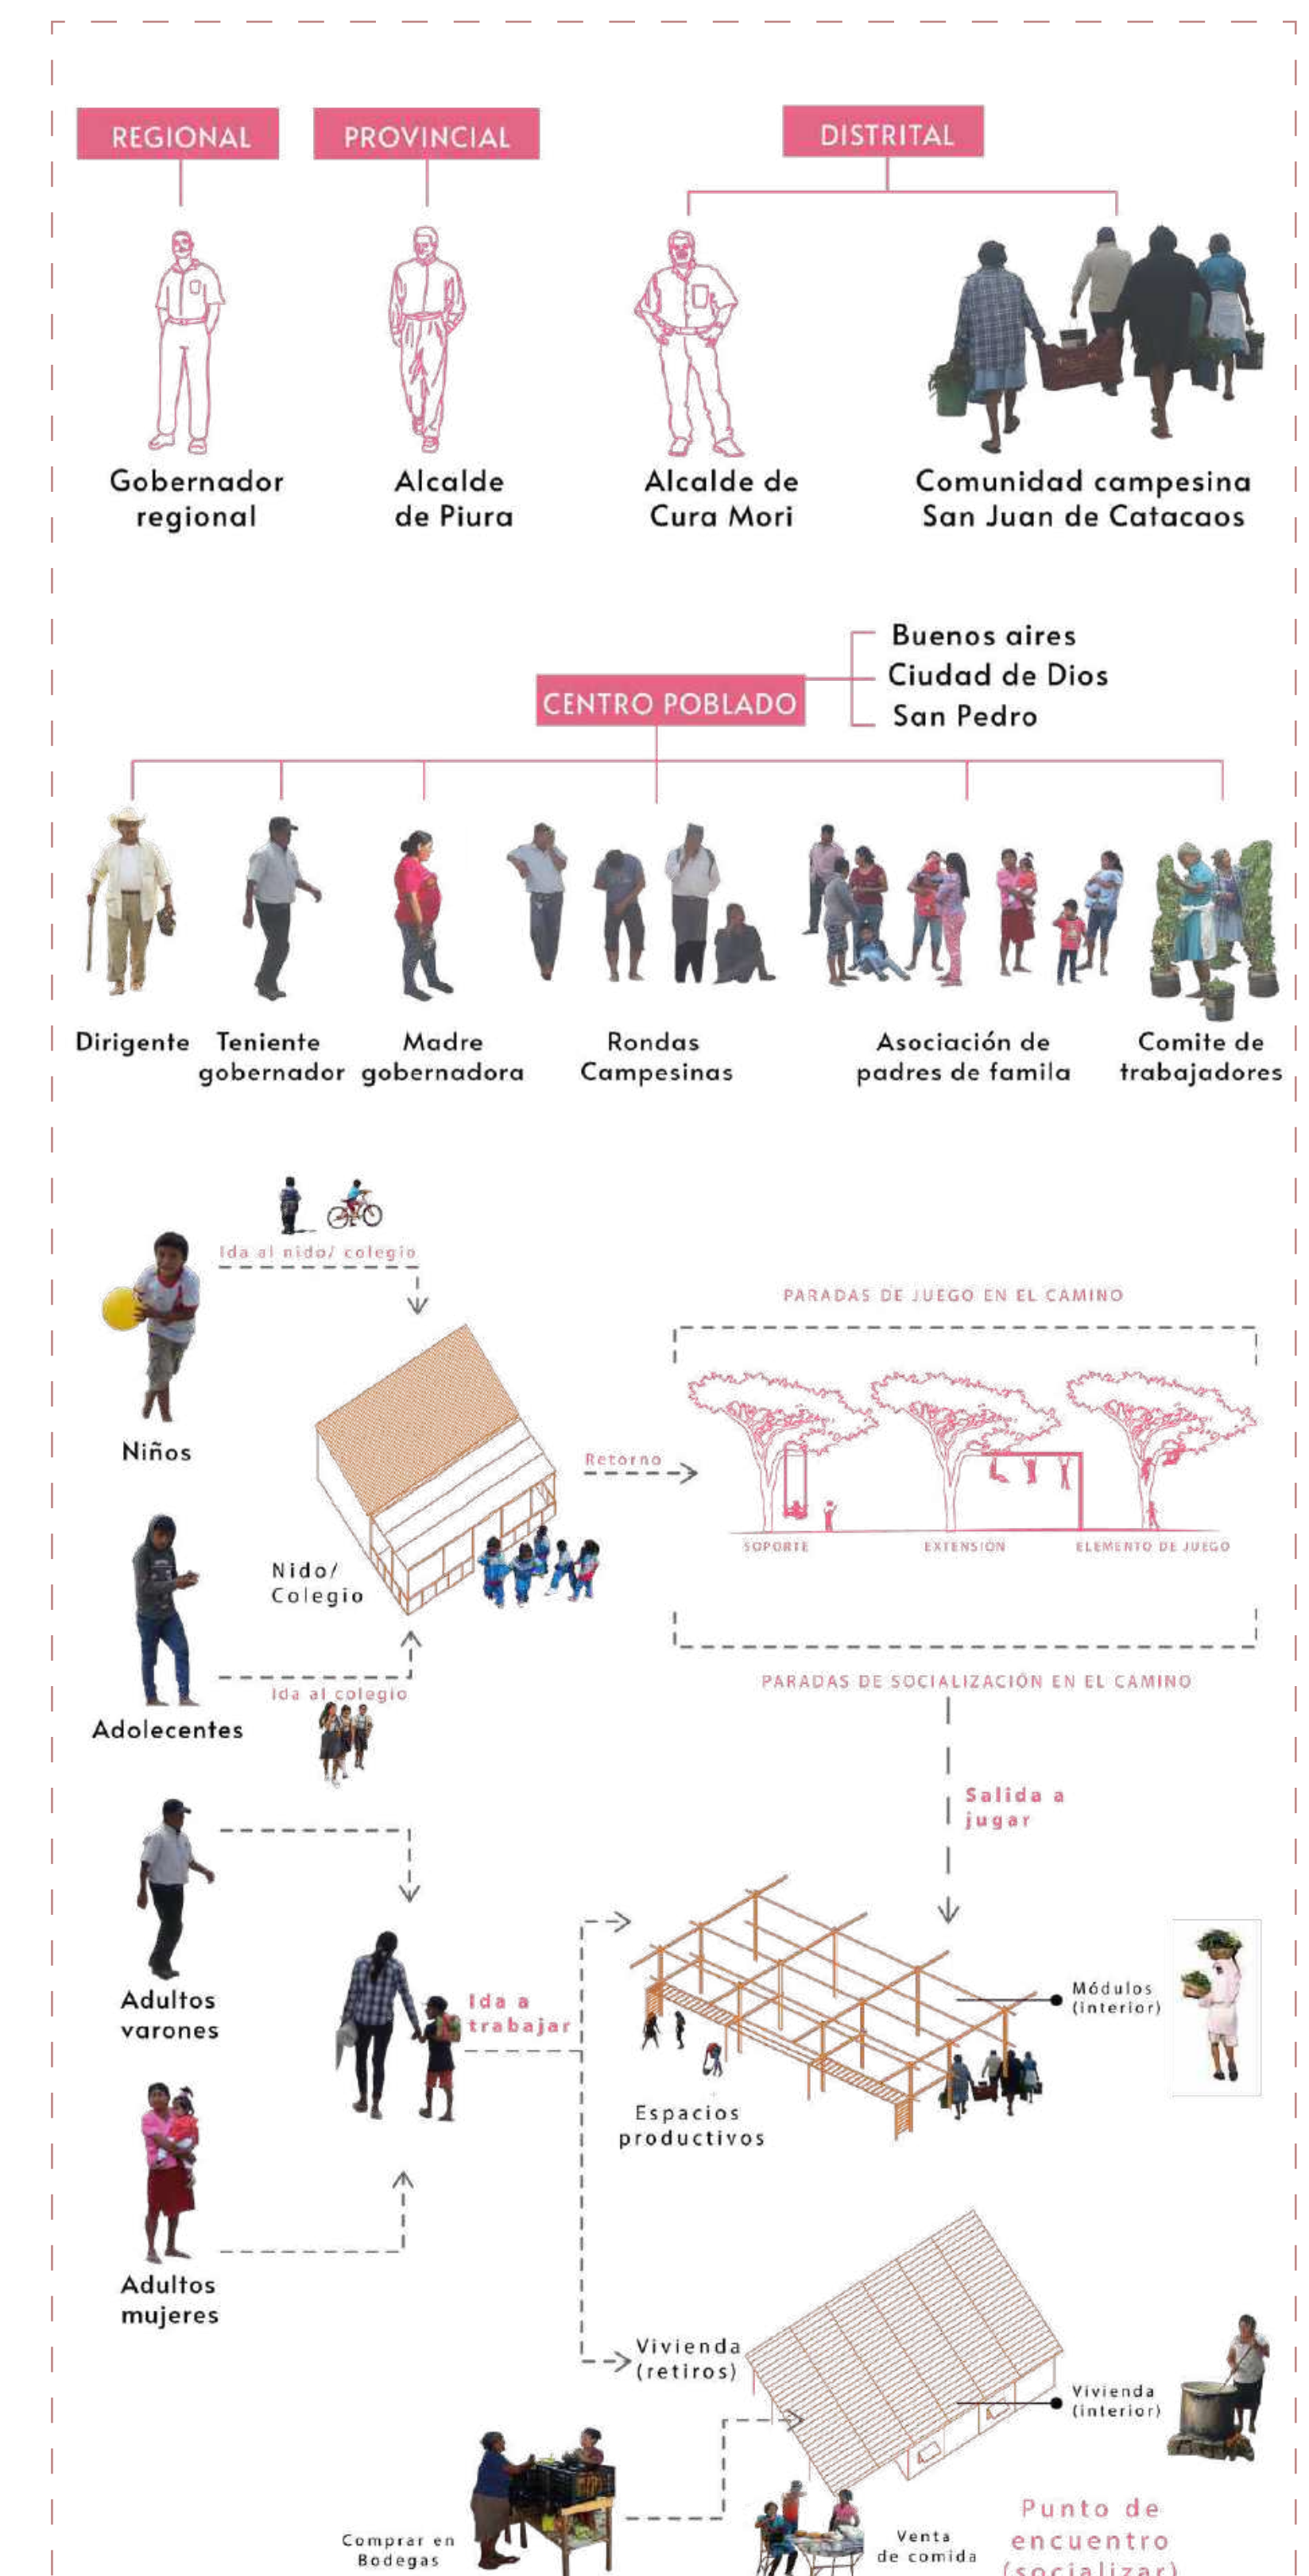 REGIONAL
PROVINCIAL
DISTRITAL
Gobernador
regional
Alcalde
de Piura
Alcalde de
Cura Mori
Comunidad campesina
San Juan de Catacaos
CENTRO POBLADO
Buenos aires
Ciudad de Dios
San Pedro
Dirigente
Teniente
gobernador
Madre
gobernadora
Rondas
Campesinas
Asociación de
padres de famila
Comite de
trabajadores
Ida al nido/ colegio
Niños
PARADAS DE JUEGO EN EL CAMINO
Retorno
SOPORTE
EXTENSIÓN
ELEMENTO DE JUEGO
Nido/
Colegio
Ida al colegio
Adolecentes
PARADAS DE SOCIALIZACIÓN EN EL CAMINO
Salida a
jugar
Adultos
varones
Ida a
trabajar
Módulos
(interior)
Espacios
productivos
Adultos
mujeres
Vivienda
(retiros)
Vivienda
(interior)
Comprar en
Bodegas
Venta
de comida
Punto de
encuentro
(socializar)